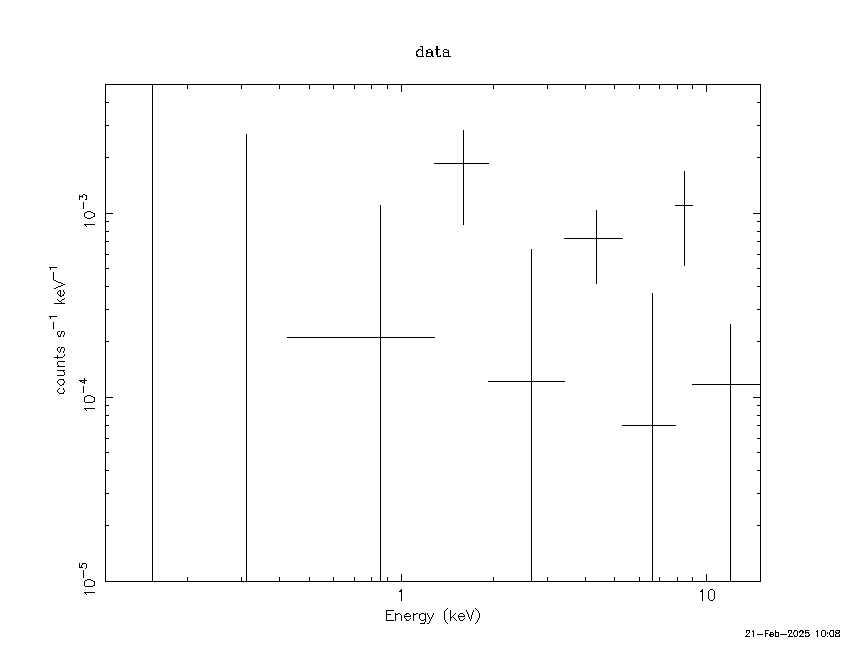 data
counts s⁻¹ keV⁻¹
10⁻³
10⁻⁴
10⁻⁵
1
10
Energy (keV)
21-Feb-2025 10:08